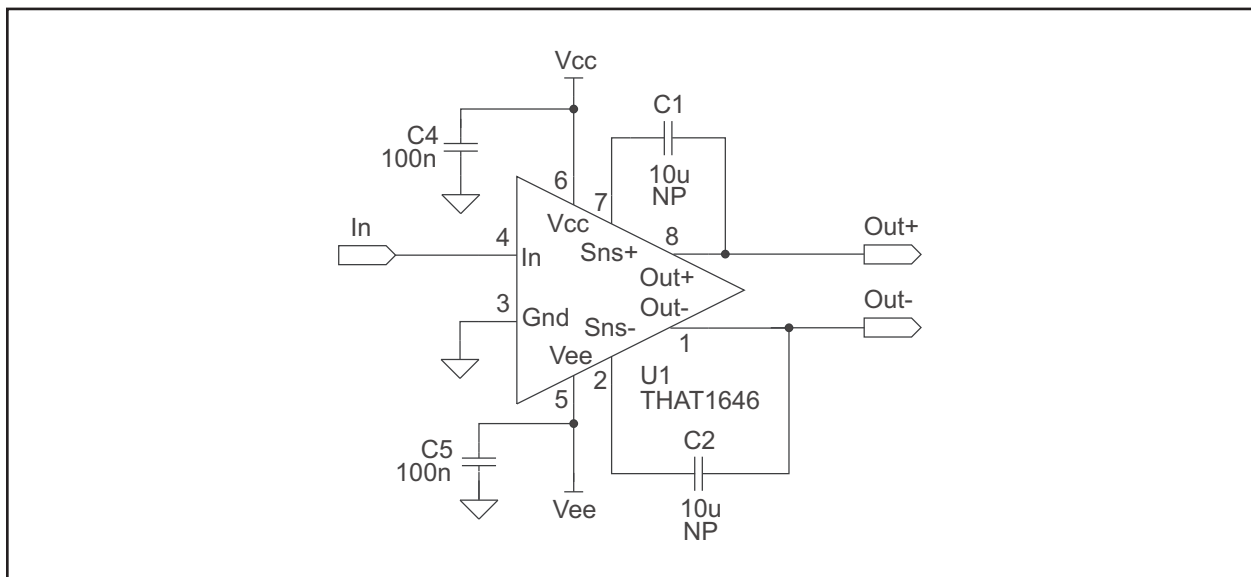 Vcc
C4
100n
C1
10u
NP
6
7
Vcc
In
4
Sns+
8
Out+
In
Out+
3
Out-
Out-
Gnd
Sns-
1
Vee
2
U1
THAT1646
5
C5
100n
C2
Vee
10u
NP